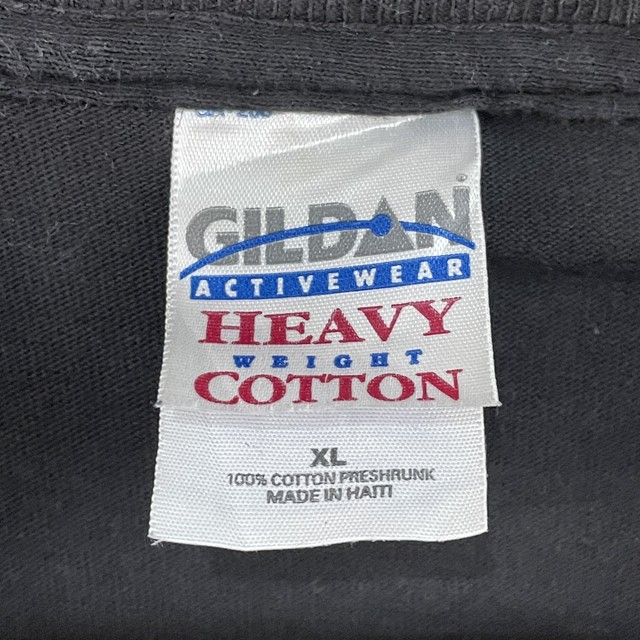 GILDAN®
ACTIVEWEAR
HEAVY
WEIGHT
COTTON
XL
100% COTTON PRESHRUNK
MADE IN HAITI